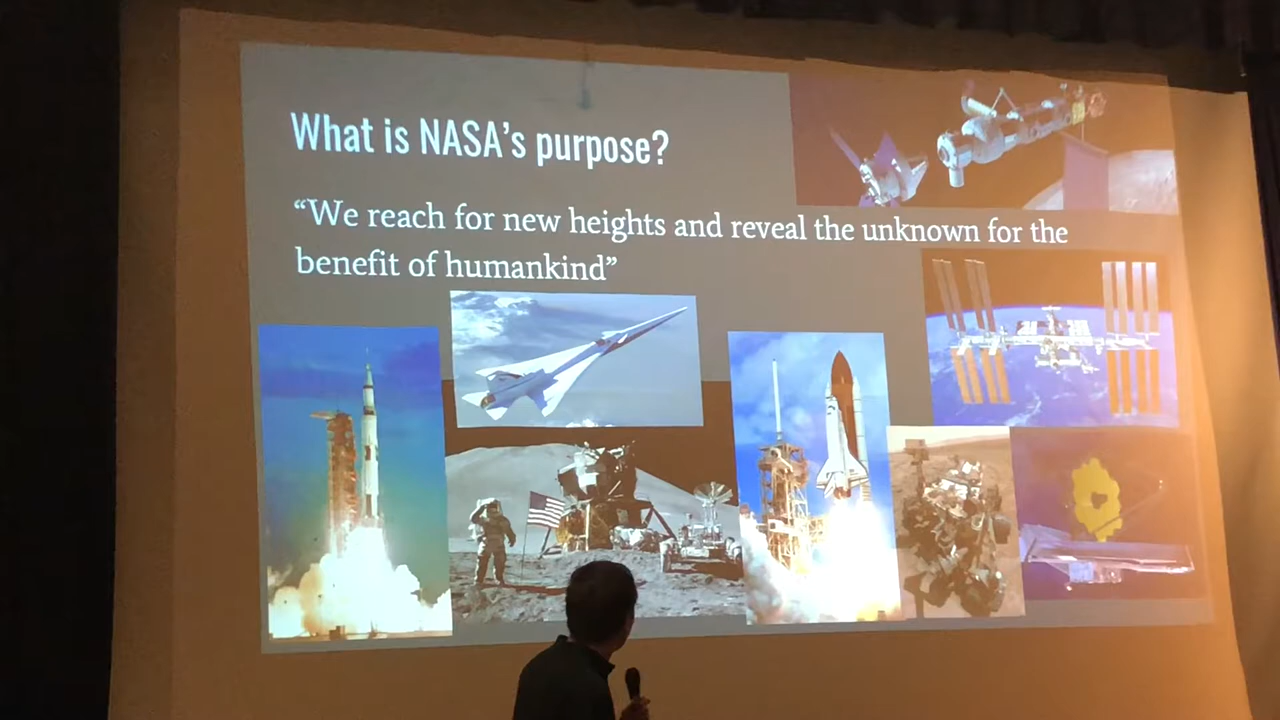 What is NASA's purpose?
“We reach for new heights and reveal the unknown for the
benefit of humankind”